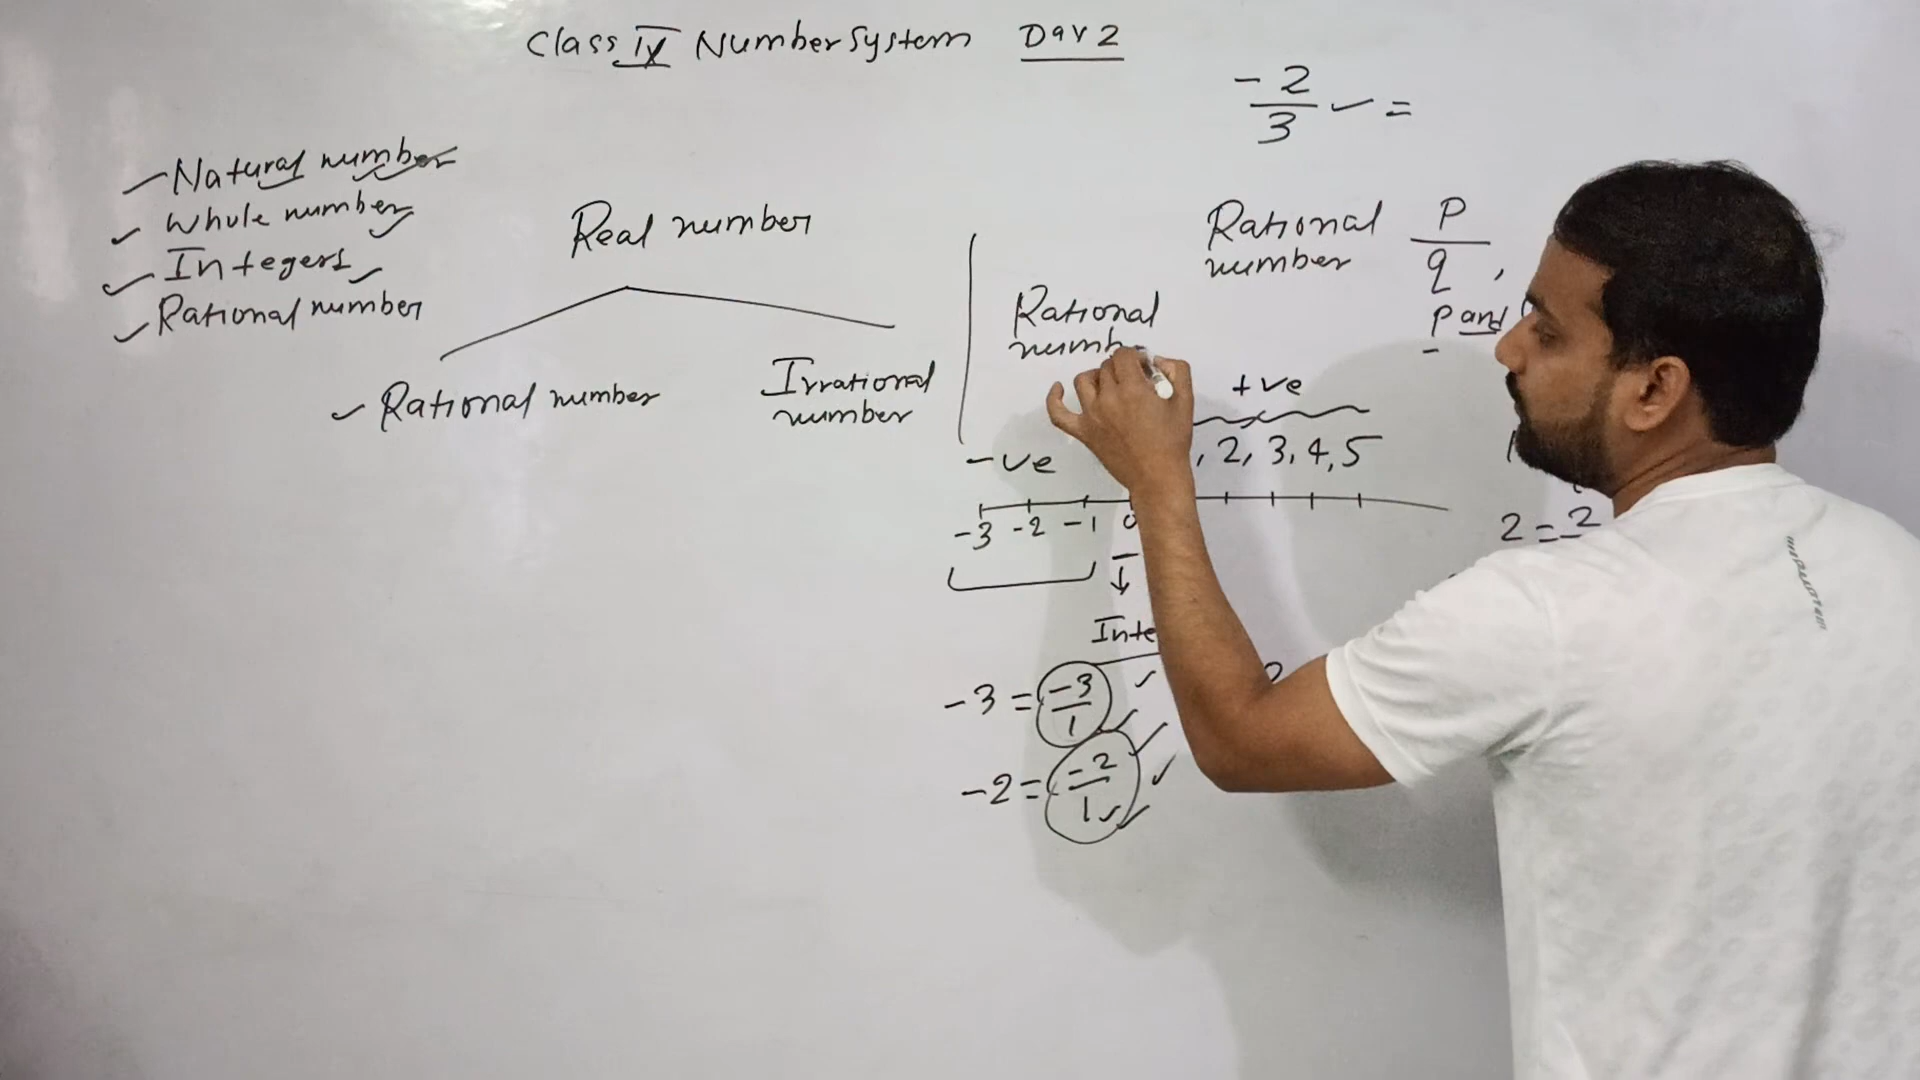 Class IX Number System Day 2
-2/3 =
Natural number
Whole number
Integers
Rational number
Real number
Rational number
Irrational
number
Rational
number
P/q ,
p and
Rational
numb
+ve
-ve
, 2, 3, 4, 5
-3 -2 -1 0
2 = 2
Inte
-3 = -3/1
-2 = -2/1